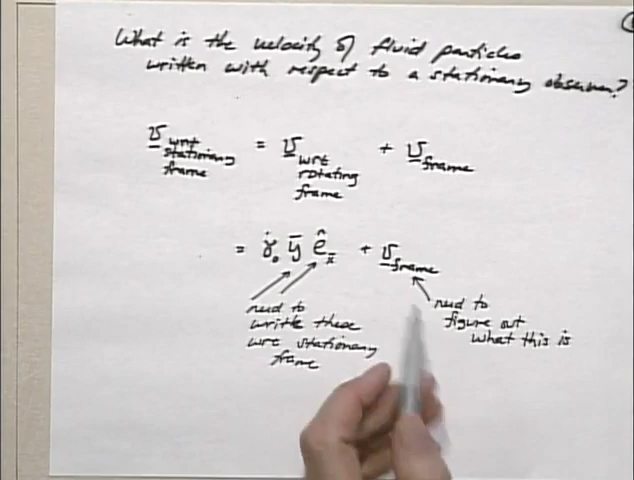 What is the velocity of fluid particles
written with respect to a stationary observer?
v wrt stationary frame = v wrt rotating frame + v frame
= γ̇₀ ȳ ê_x̄ + v frame
need to
write these
wrt stationary
frame
need to
figure out
what this is